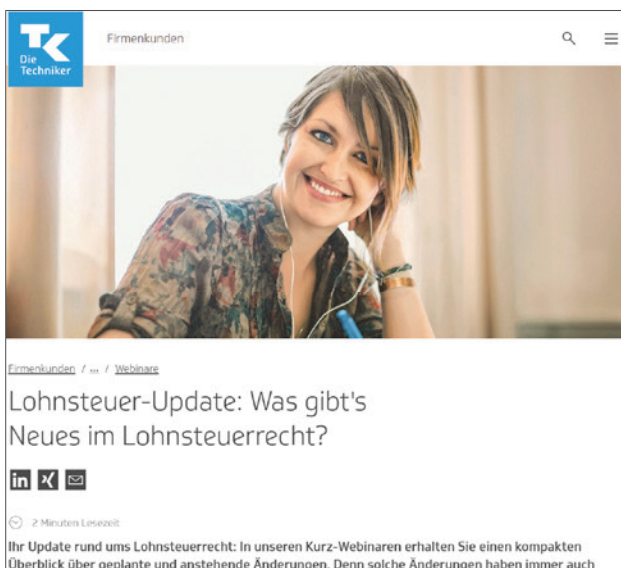 TK
Die
Techniker
Firmenkunden
Firmenkunden / ... / Webinare
Lohnsteuer-Update: Was gibt's
Neues im Lohnsteuerrecht?
in
2 Minuten Lesezeit
Ihr Update rund ums Lohnsteuerrecht: In unseren Kurz-Webinaren erhalten Sie einen kompakten
Überblick über geplante und anstehende Änderungen. Denn solche Änderungen haben immer auch